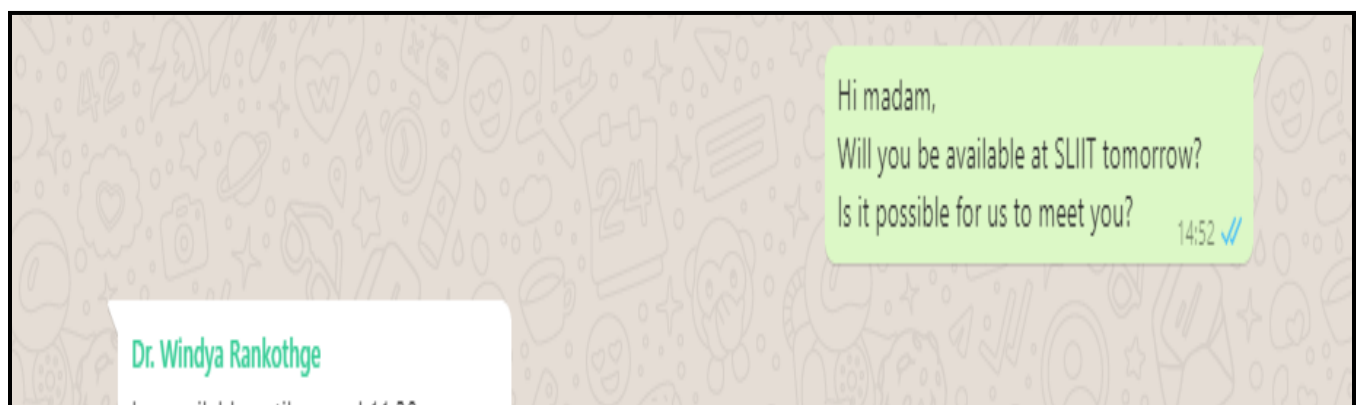 Hi madam,
Will you be available at SLIIT tomorrow?
Is it possible for us to meet you?
14:52
Dr. Windya Rankothge